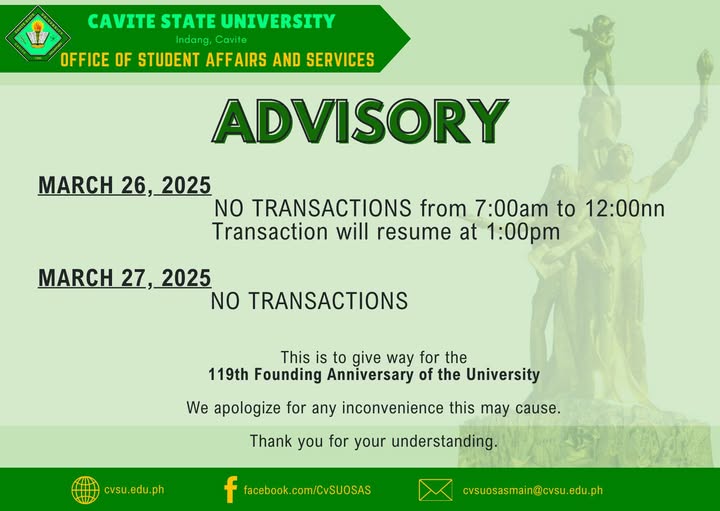 CAVITE STATE UNIVERSITY
Indang, Cavite
OFFICE OF STUDENT AFFAIRS AND SERVICES
ADVISORY
MARCH 26, 2025
NO TRANSACTIONS from 7:00am to 12:00nn
Transaction will resume at 1:00pm
MARCH 27, 2025
NO TRANSACTIONS
This is to give way for the
119th Founding Anniversary of the University
We apologize for any inconvenience this may cause.
Thank you for your understanding.
cvsu.edu.ph
facebook.com/CvSUOSAS
cvsuosasmain@cvsu.edu.ph